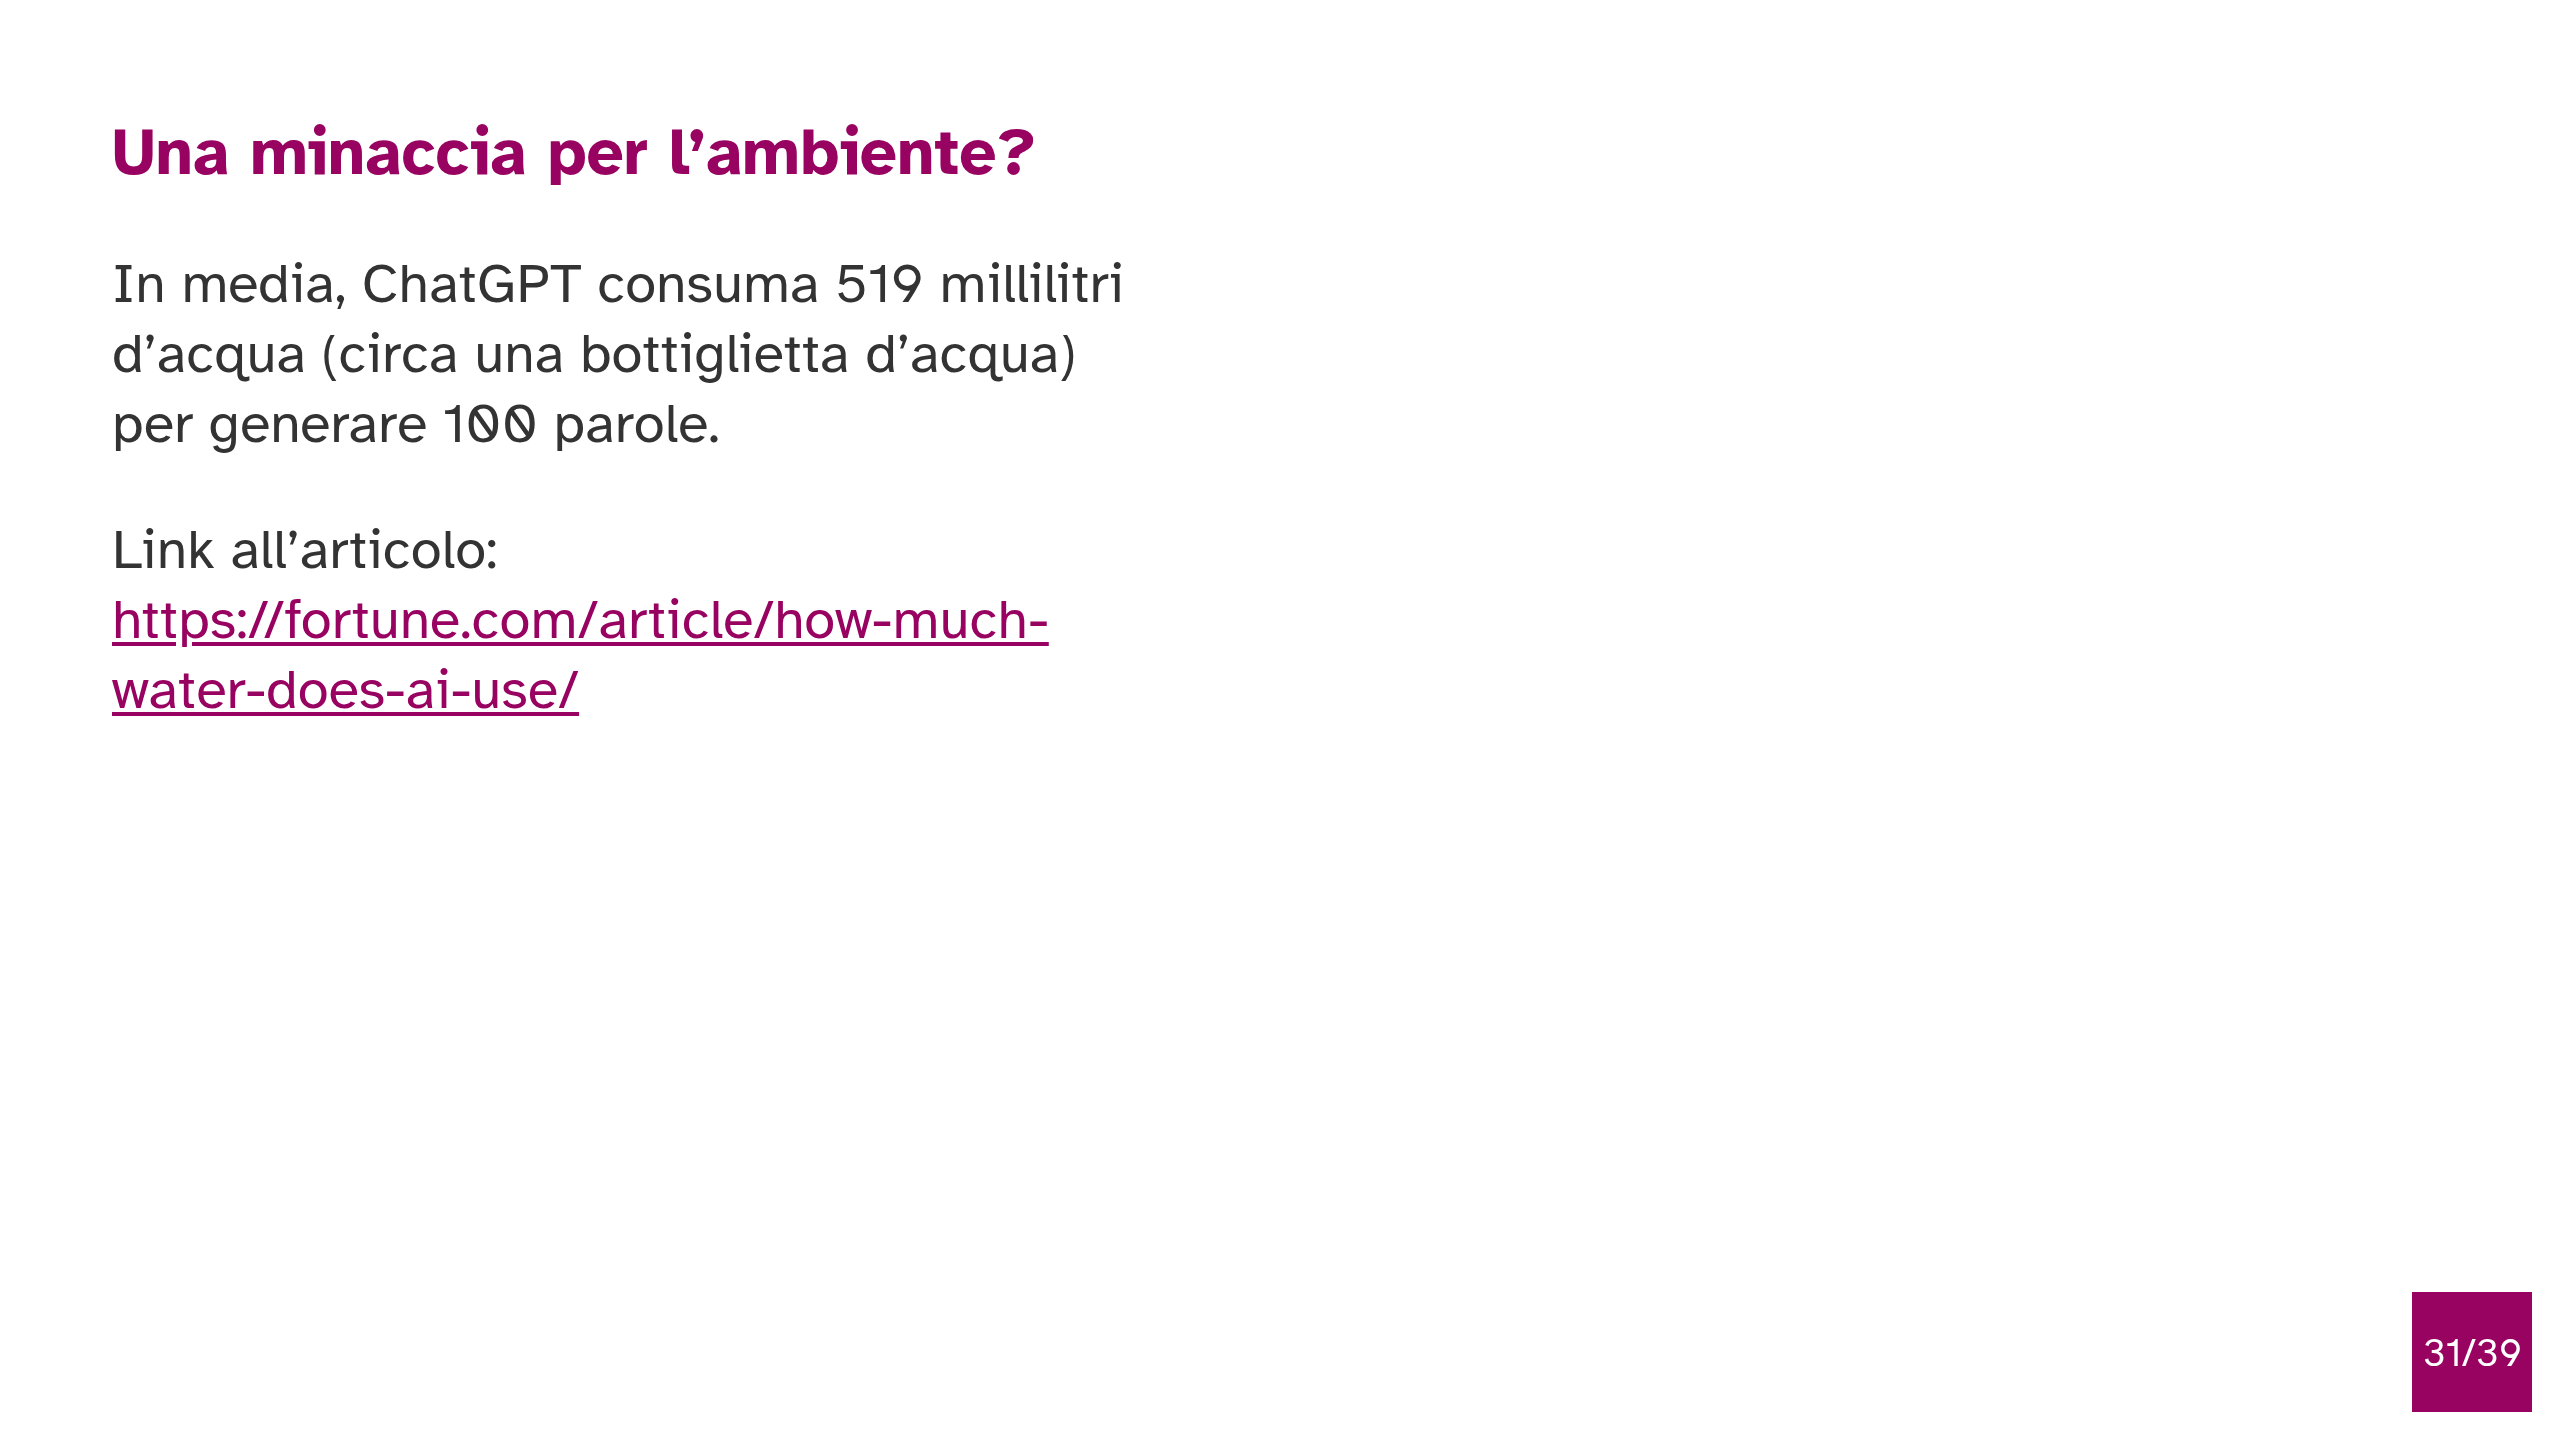 Una minaccia per l’ambiente?
In media, ChatGPT consuma 519 millilitri
d’acqua (circa una bottiglietta d’acqua)
per generare 100 parole.
Link all’articolo:
https://fortune.com/article/how-much-
water-does-ai-use/
31/39